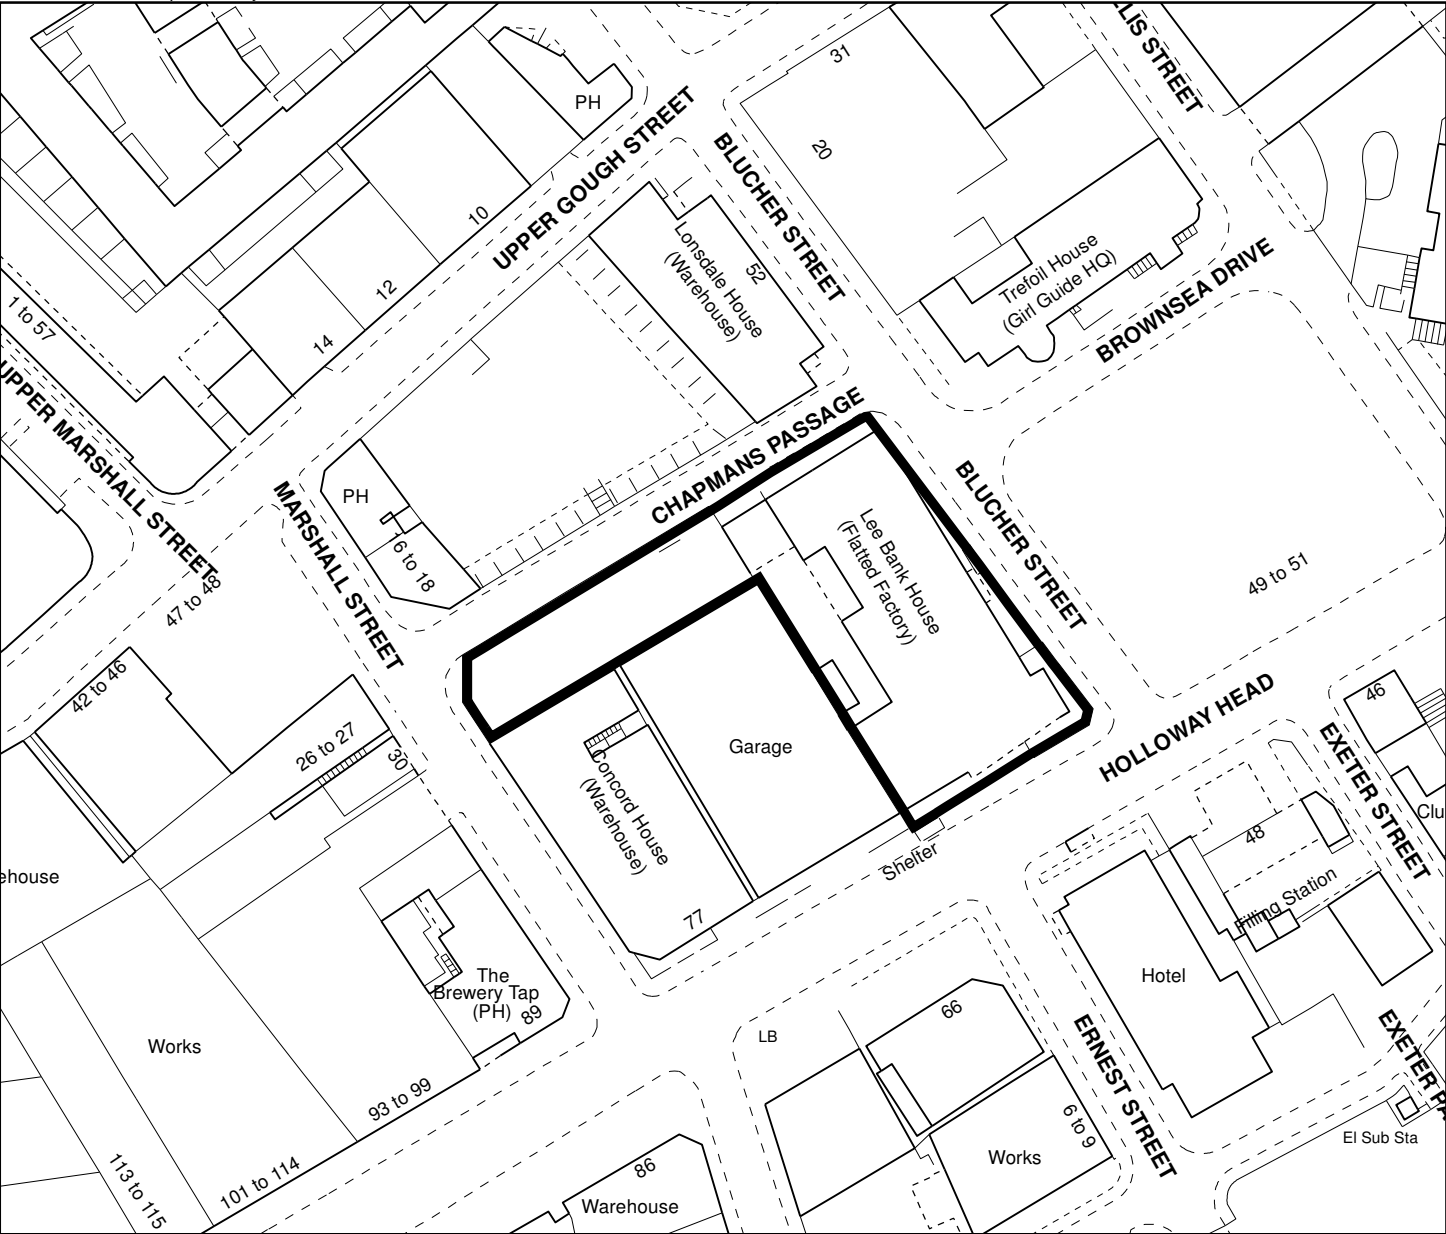 PH
31
UPPER GOUGH STREET
BLUCHER STREET
20
10
12
14
1 to 57
Lonsdale House
(Warehouse)
52
Trefoil House
(Girl Guide HQ)
BROWNSEA DRIVE
UPPER MARSHALL STREET
CHAPMANS PASSAGE
PH
16 to 18
MARSHALL STREET
BLUCHER STREET
Lee Bank House
(Flatted Factory)
49 to 51
47 to 48
42 to 46
26 to 27
30
Garage
Concord House
(Warehouse)
77
Shelter
HOLLOWAY HEAD
46
EXETER STREET
48
Filling Station
Hotel
The
Brewery Tap
(PH)
89
Works
93 to 99
101 to 114
113 to 115
LB
66
ERNEST STREET
6 to 9
Works
86
Warehouse
El Sub Sta